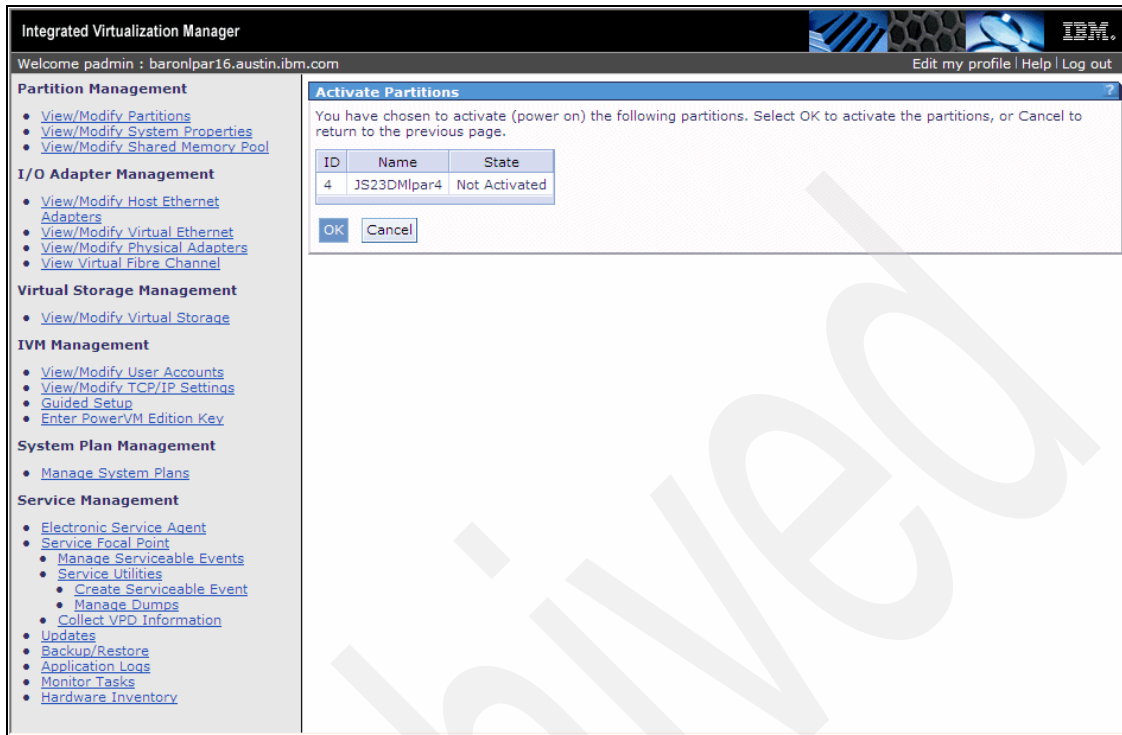 Integrated Virtualization Manager
IBM.
Welcome padmin : baronlpar16.austin.ibm.com
Edit my profile | Help | Log out
Partition Management
View/Modify Partitions
View/Modify System Properties
View/Modify Shared Memory Pool
I/O Adapter Management
View/Modify Host Ethernet
Adapters
View/Modify Virtual Ethernet
View/Modify Physical Adapters
View Virtual Fibre Channel
Virtual Storage Management
View/Modify Virtual Storage
IVM Management
View/Modify User Accounts
View/Modify TCP/IP Settings
Guided Setup
Enter PowerVM Edition Key
System Plan Management
Manage System Plans
Service Management
Electronic Service Agent
Service Focal Point
Manage Serviceable Events
Service Utilities
Create Serviceable Event
Manage Dumps
Collect VPD Information
Updates
Backup/Restore
Application Logs
Monitor Tasks
Hardware Inventory
Activate Partitions
?
You have chosen to activate (power on) the following partitions. Select OK to activate the partitions, or Cancel to
return to the previous page.
ID Name State
4 JS23DMlpar4 Not Activated
OK Cancel
hived